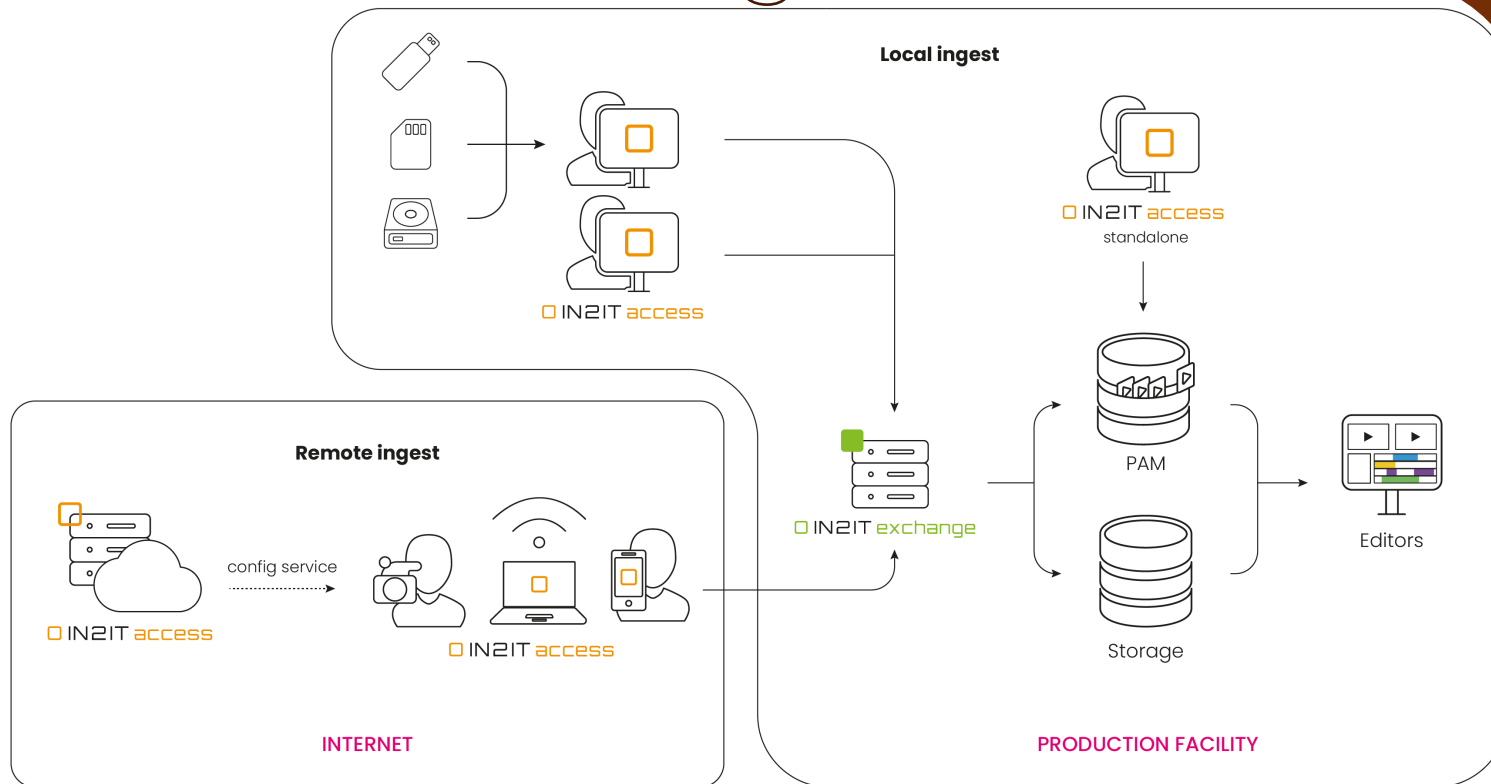 Local ingest
IN2IT access
IN2IT access
standalone
PAM
Storage
Editors
IN2IT exchange
Remote ingest
config service
IN2IT access
IN2IT access
INTERNET
PRODUCTION FACILITY